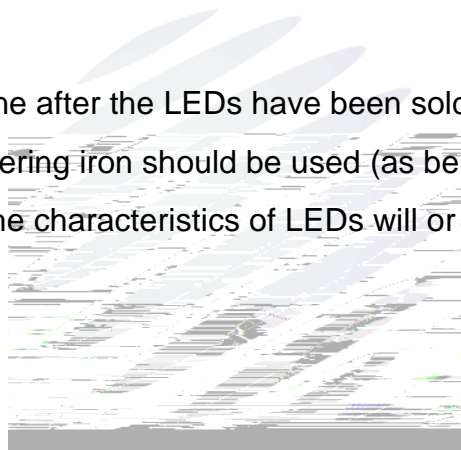 ne after the LEDs have been sold
ering iron should be used (as be
ne characteristics of LEDs will or